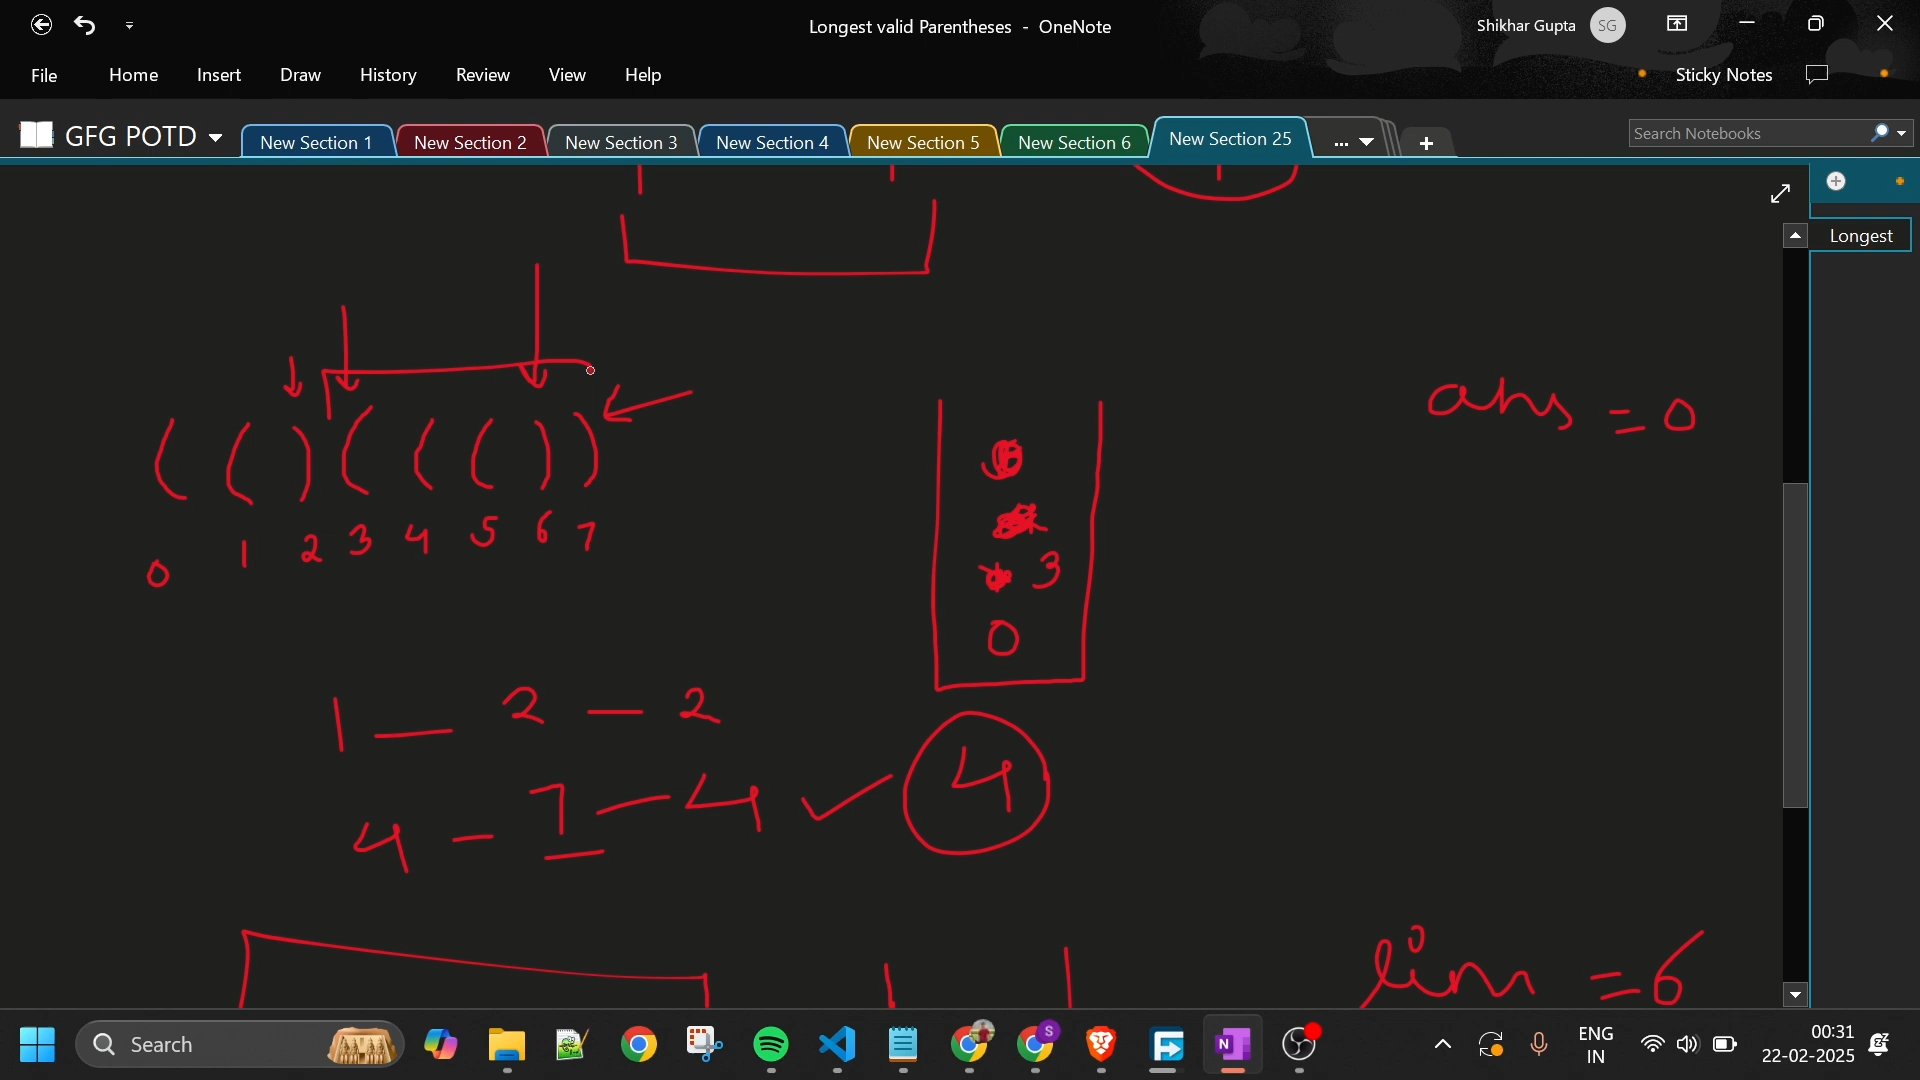 Longest valid Parentheses - OneNote
Shikhar Gupta SG
File Home Insert Draw History Review View Help
Sticky Notes
GFG POTD
New Section 1 New Section 2 New Section 3 New Section 4 New Section 5 New Section 6 New Section 25 ... +
Search Notebooks
Longest
ans = 0
( ( ) ( ( ( ) )
0 1 2 3 4 5 6 7
3
0
1 — 2 — 2
4 — 7 — 4 ✓ 4
lim = 6
Search
ENG
IN
00:31
22-02-2025